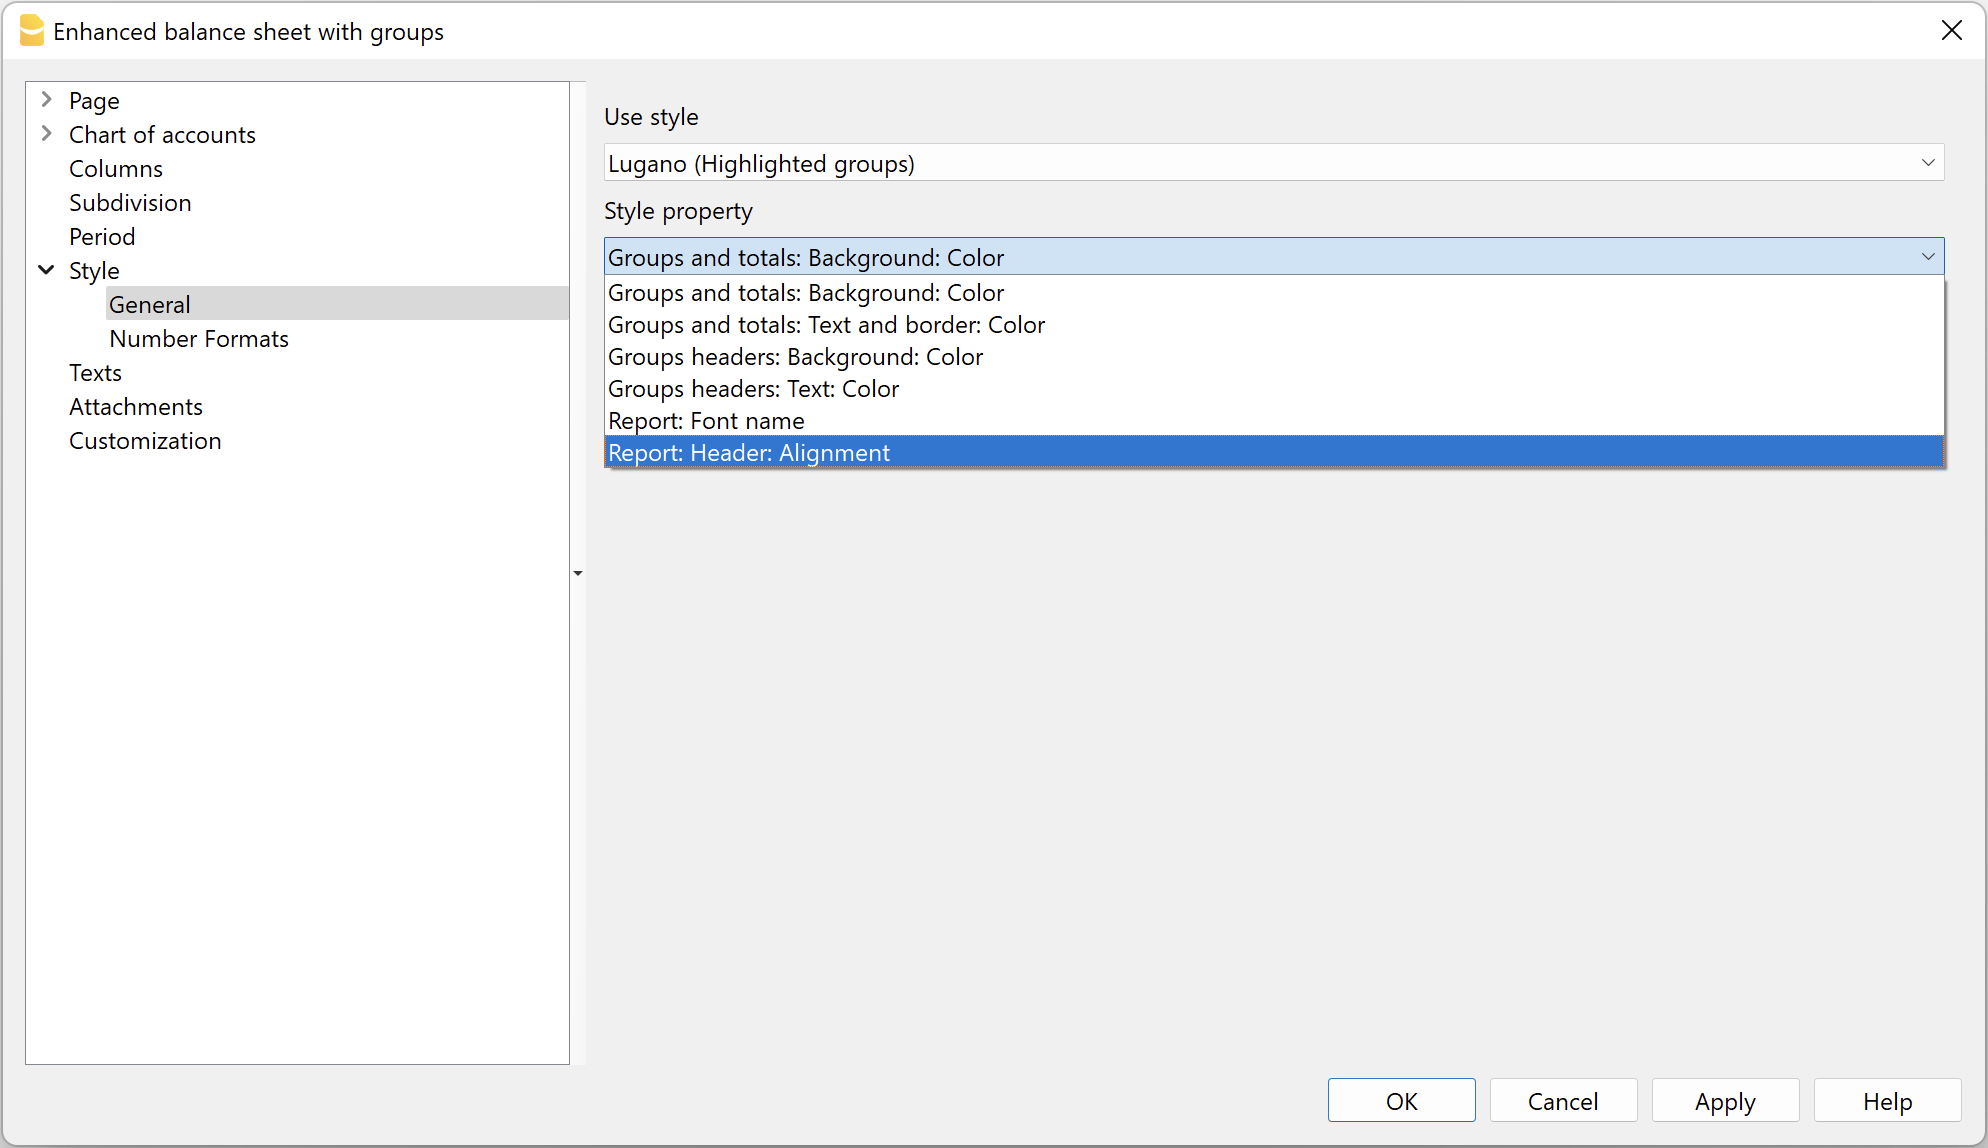 Enhanced balance sheet with groups
Page
Chart of accounts
Columns
Subdivision
Period
Style
General
Number Formats
Texts
Attachments
Customization
Use style
Lugano (Highlighted groups)
Style property
Groups and totals: Background: Color
Groups and totals: Background: Color
Groups and totals: Text and border: Color
Groups headers: Background: Color
Groups headers: Text: Color
Report: Font name
Report: Header: Alignment
OK
Cancel
Apply
Help